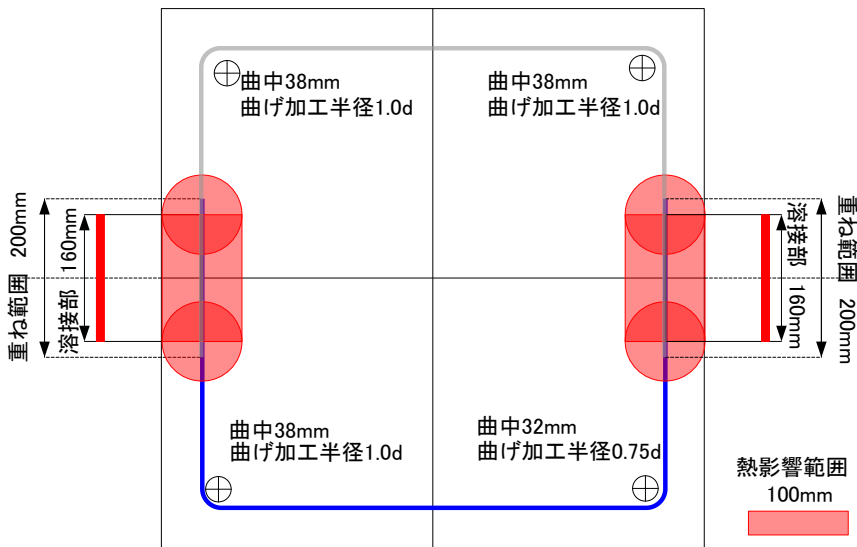 曲中38mm
曲げ加工半径1.0d
曲中38mm
曲げ加工半径1.0d
重ね範囲 200mm
溶接部 160mm
溶接部 160mm
重ね範囲 200mm
曲中38mm
曲げ加工半径1.0d
曲中32mm
曲げ加工半径0.75d
熱影響範囲
100mm